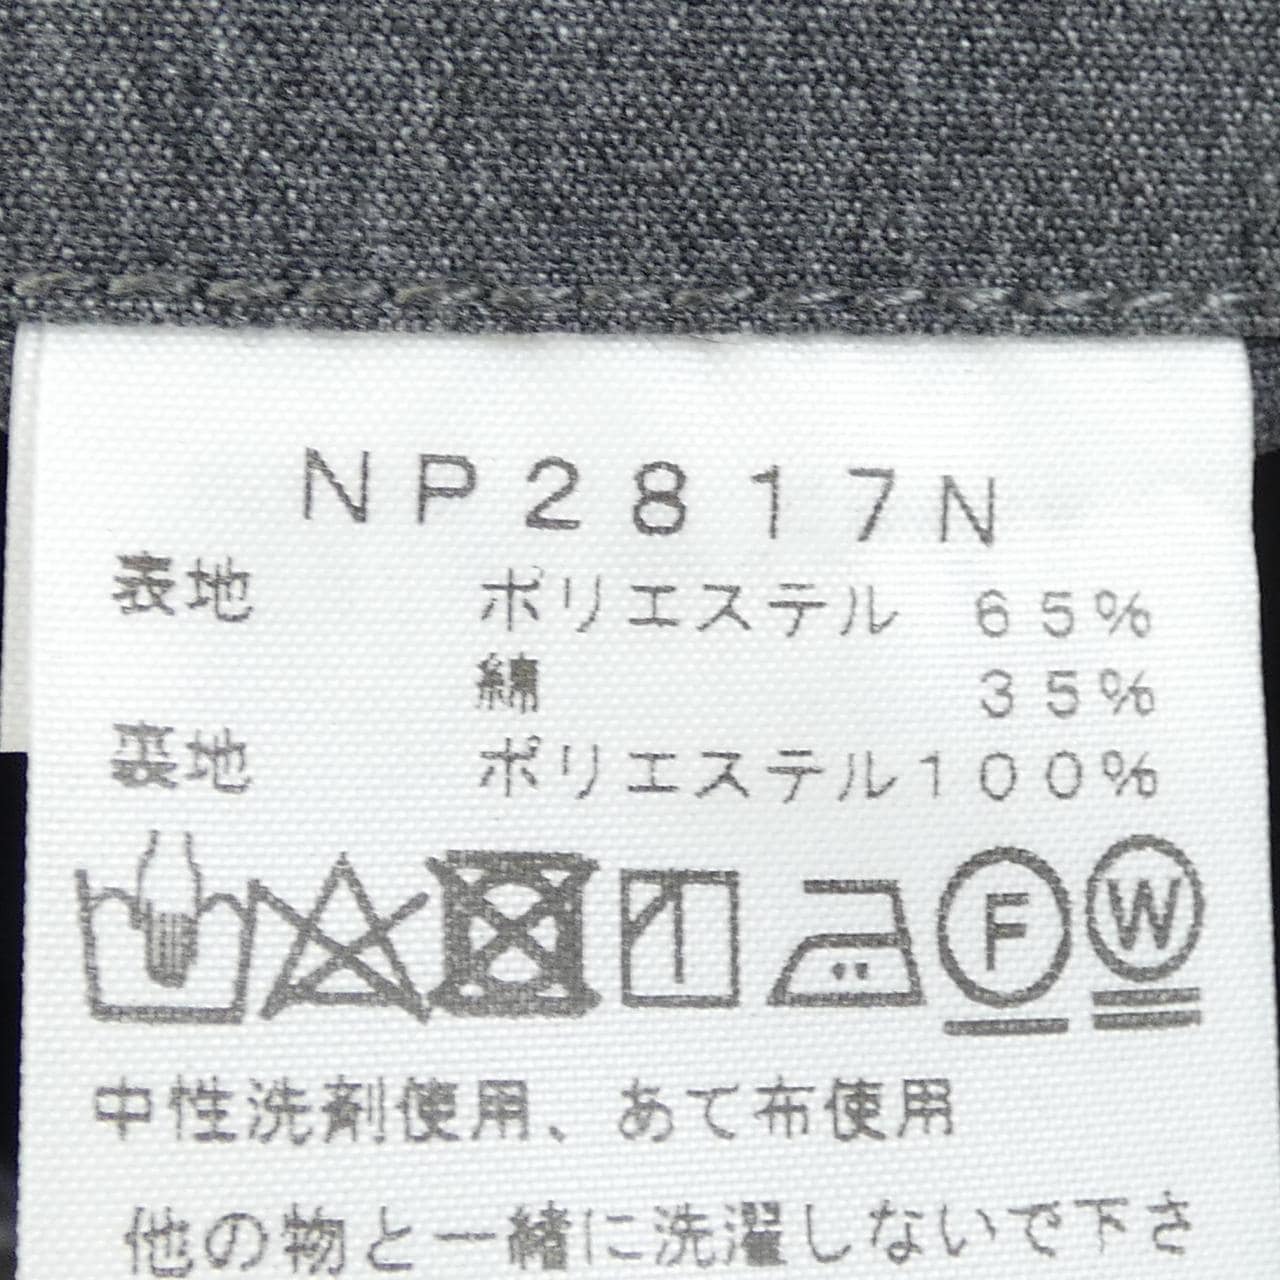 NP2817N
表地 ポリエステル 65%
綿 35%
裏地 ポリエステル100%
F W
中性洗剤使用、あて布使用
他の物と一緒に洗濯しないで下さ